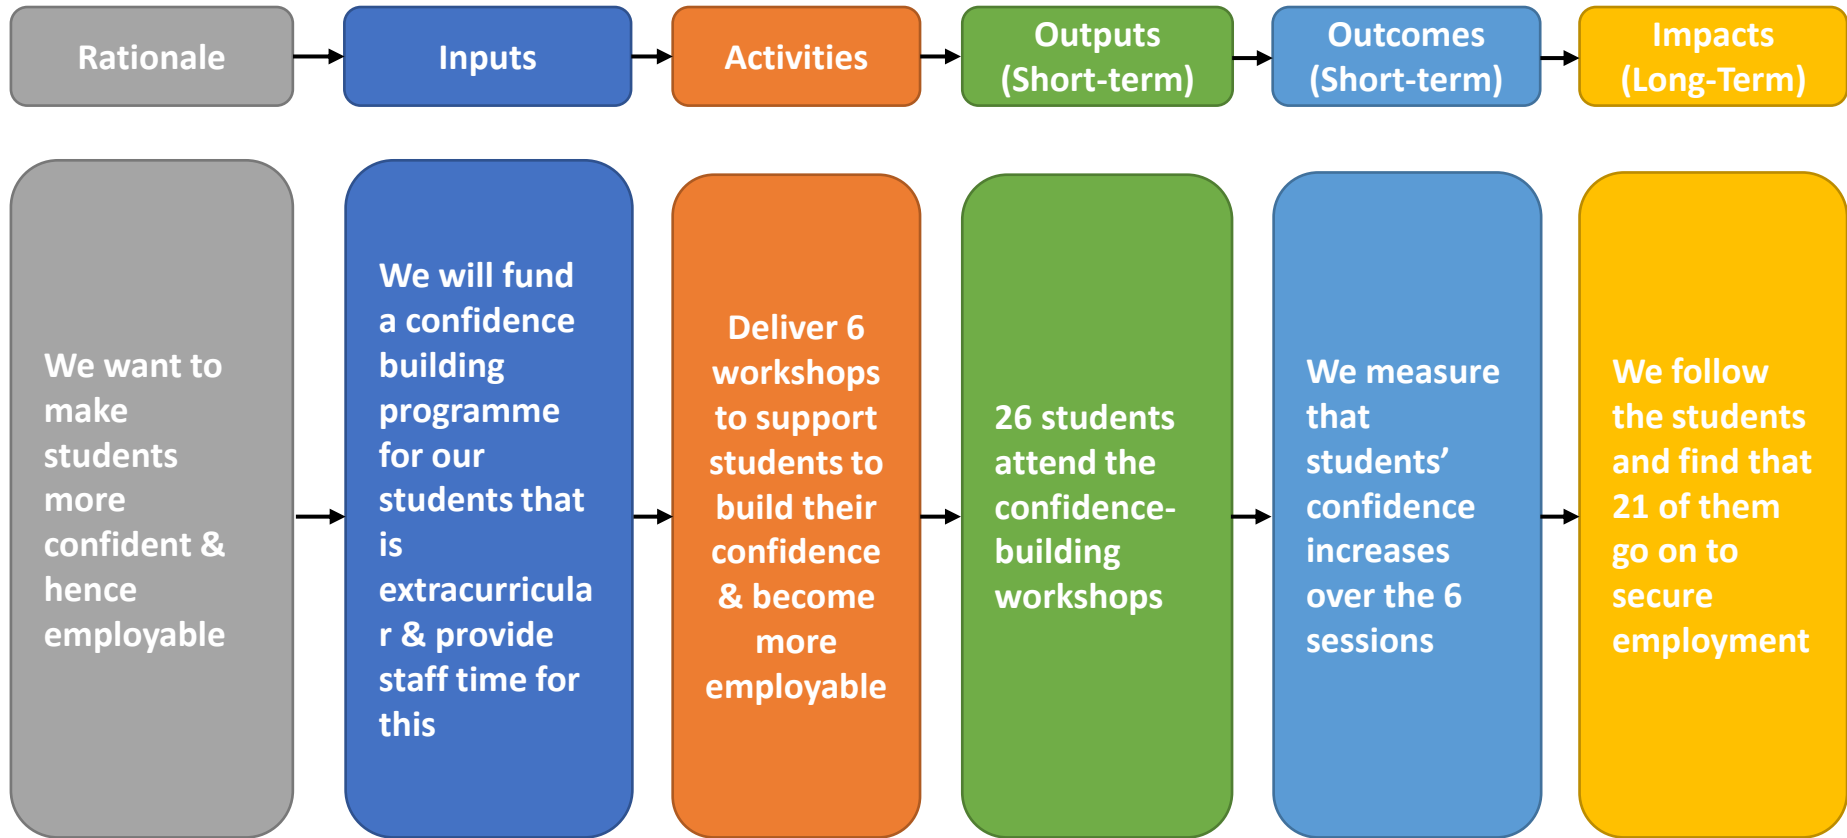 Rationale
Inputs
Activities
Outputs
(Short-term)
Outcomes
(Short-term)
Impacts
(Long-Term)
We want to
make
students
more
confident &
hence
employable
We will fund
a confidence
building
programme
for our
students that
is
extracurricula
r & provide
staff time for
this
Deliver 6
workshops
to support
students to
build their
confidence
& become
more
employable
26 students
attend the
confidence-
building
workshops
We measure
that
students’
confidence
increases
over the 6
sessions
We follow
the students
and find that
21 of them
go on to
secure
employment